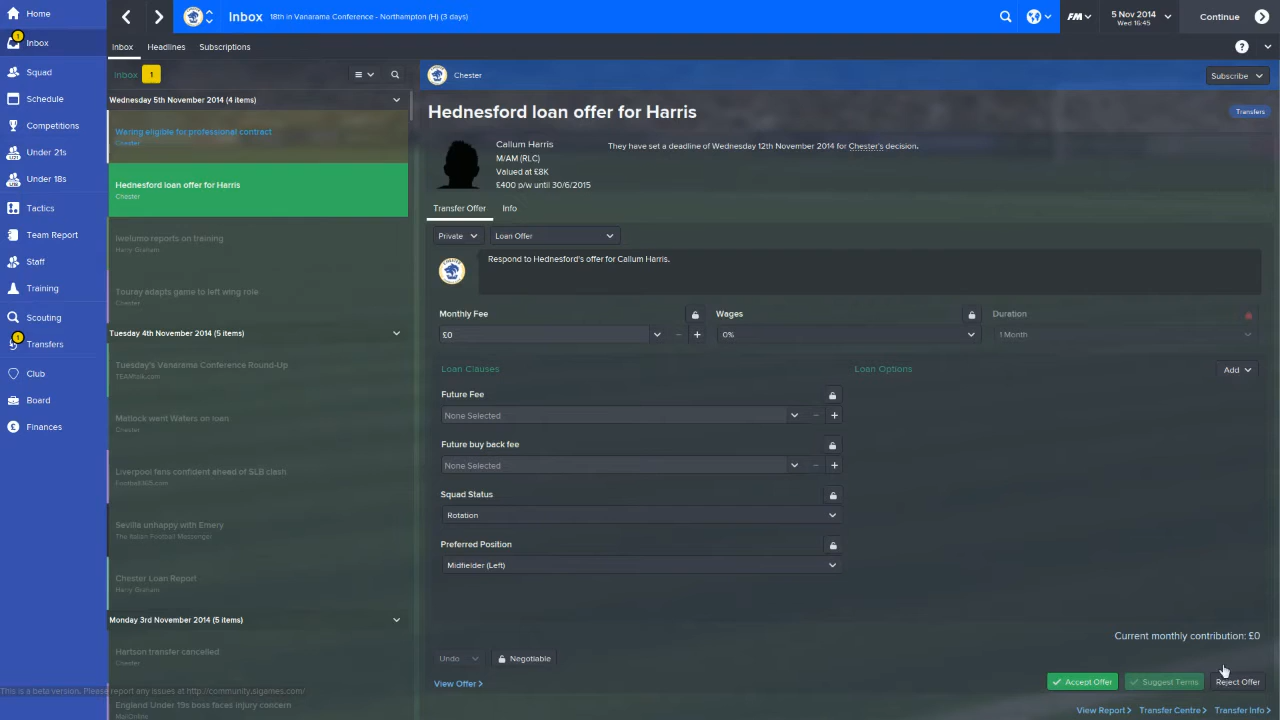 Home
Inbox
18th in Vanarama Conference - Northampton (H) (3 days)
FM
5 Nov 2014
Wed 16:45
Continue
1
Inbox
Squad
Schedule
Competitions
Under 21s
Under 18s
Tactics
Team Report
Staff
Training
Scouting
1
Transfers
Club
Board
Finances
Inbox
Headlines
Subscriptions
?
Inbox
1
Wednesday 5th November 2014 (4 items)
Waring eligible for professional contract
Chester
Hednesford loan offer for Harris
Chester
Iwelumo reports on training
Harry Graham
Touray adapts game to left wing role
Chester
Tuesday 4th November 2014 (5 items)
Tuesday's Vanarama Conference Round-Up
TEAMtalk.com
Mellock went Waters on loan
Chester
Liverpool fans confident ahead of SLB clash
Football365.com
Sevilla unhappy with Emery
The Italian Football Messenger
Chester Loan Report
Harry Graham
Monday 3rd November 2014 (5 items)
Hartson transfer cancelled
Chester
This is a beta version. Please report any issues at http://community.sigames.com/
England Under 19s boss faces injury concern
MailOnline
Chester
Subscribe
Hednesford loan offer for Harris
Transfers
Callum Harris
M/AM (RLC)
Valued at £8K
£400 p/w until 30/6/2015
They have set a deadline of Wednesday 12th November 2014 for Chester's decision.
Transfer Offer
Info
Private
Loan Offer
Respond to Hednesford's offer for Callum Harris.
Monthly Fee
Wages
Duration
£0
0%
1 Month
Loan Clauses
Loan Options
Add
Future Fee
None Selected
Future buy back fee
None Selected
Squad Status
Rotation
Preferred Position
Midfielder (Left)
Current monthly contribution: £0
Undo
Negotiable
View Offer >
Accept Offer
Suggest Terms
Reject Offer
View Report >
Transfer Centre >
Transfer Info >